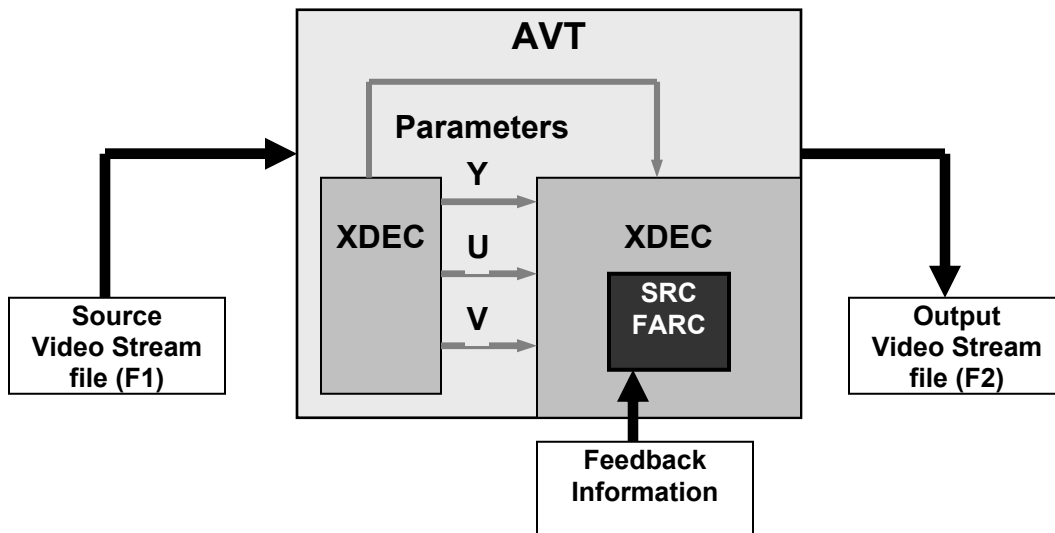 AVT
Parameters
Y
XDEC
XDEC
U
SRC
FARC
V
Source
Video Stream
file (F1)
Output
Video Stream
file (F2)
Feedback
Information